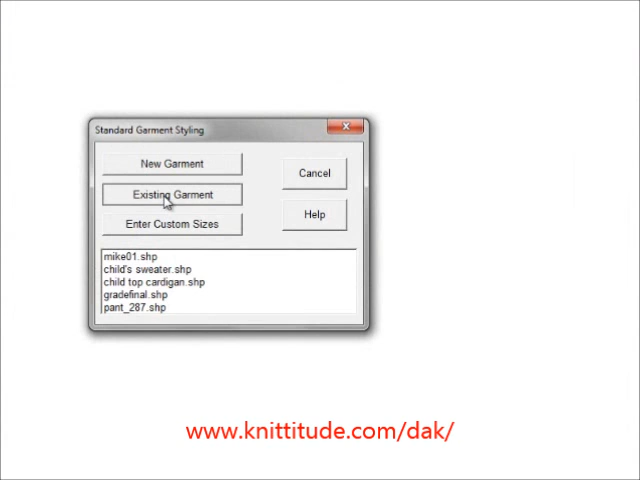 Standard Garment Styling
New Garment
Existing Garment
Enter Custom Sizes
Cancel
Help
mike01.shp
child's sweater.shp
child top cardigan.shp
gradefinal.shp
pant_287.shp
www.knittitude.com/dak/